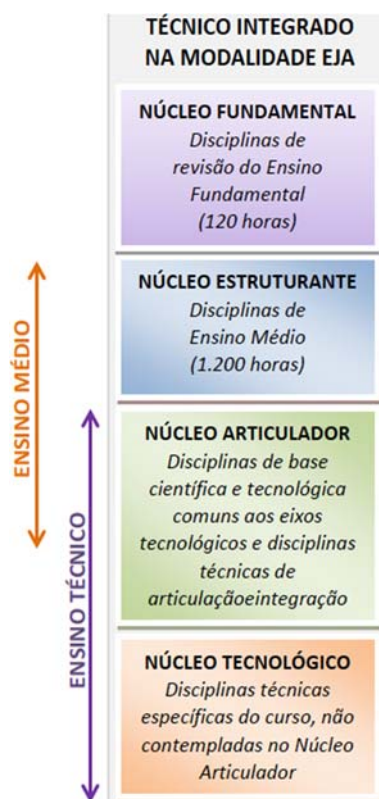 TÉCNICO INTEGRADO
NA MODALIDADE EJA
NÚCLEO FUNDAMENTAL
Disciplinas de
revisão do Ensino
Fundamental
(120 horas)
NÚCLEO ESTRUTURANTE
Disciplinas de
Ensino Médio
(1.200 horas)
NÚCLEO ARTICULADOR
Disciplinas de base
científica e tecnológica
comuns aos eixos
tecnológicos e disciplinas
técnicas de
articulaçãoeintegração
NÚCLEO TECNOLÓGICO
Disciplinas técnicas
específicas do curso, não
contempladas no Núcleo
Articulador
ENSINO MÉDIO
ENSINO TÉCNICO